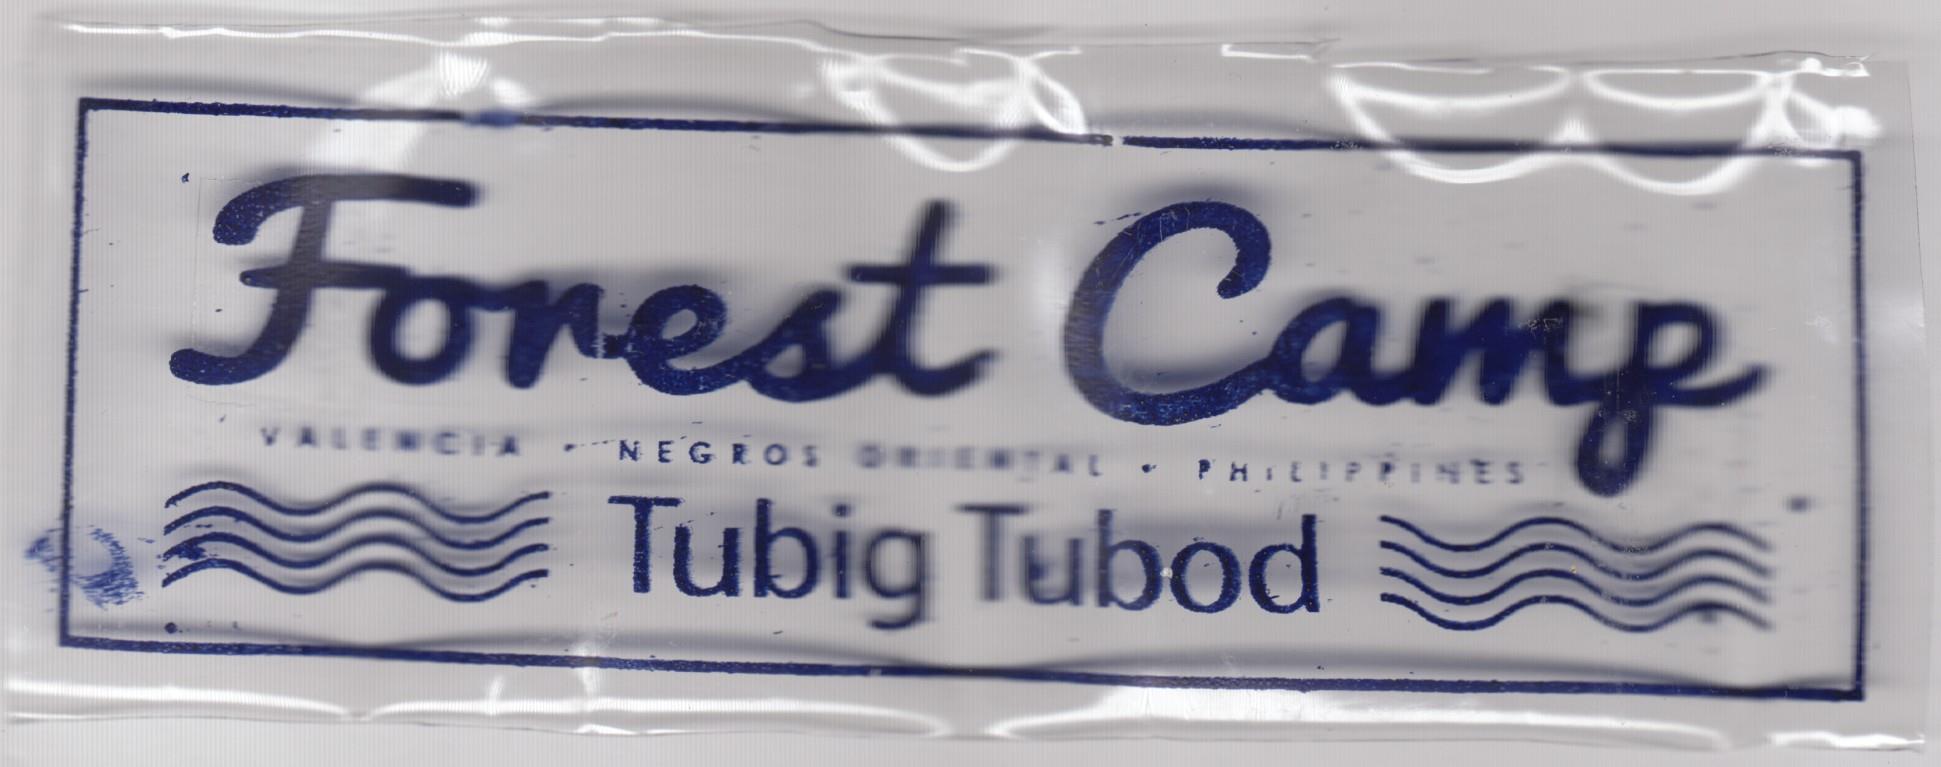 Forest Camp
VALENCIA • NEGROS ORIENTAL • PHILIPPINES
Tubig Tubod